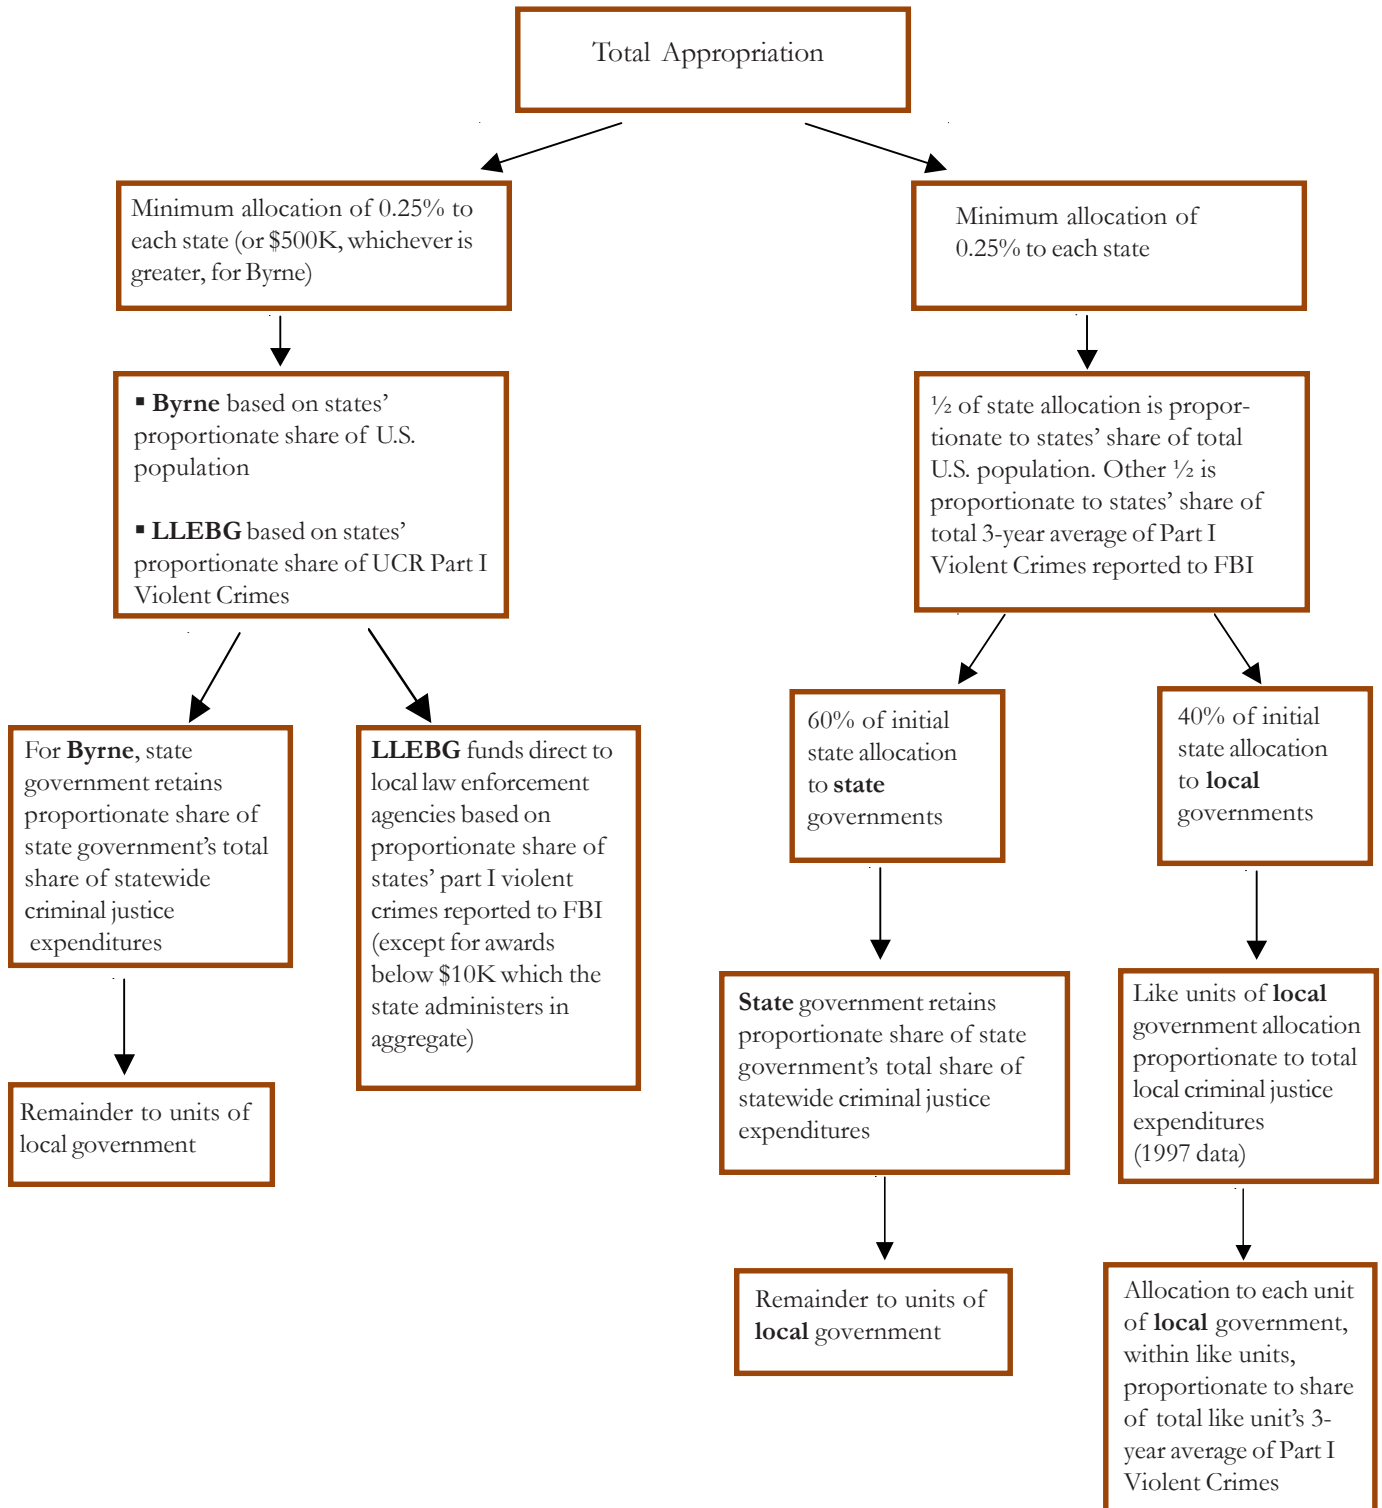 Total Appropriation
Minimum allocation of 0.25% to
each state (or $500K, whichever is
greater, for Byrne)
Minimum allocation of
0.25% to each state
▪ Byrne based on states’
proportionate share of U.S.
population
▪ LLEBG based on states’
proportionate share of UCR Part I
Violent Crimes
½ of state allocation is propor-
tionate to states’ share of total
U.S. population. Other ½ is
proportionate to states’ share of
total 3-year average of Part I
Violent Crimes reported to FBI
For Byrne, state
government retains
proportionate share of
state government’s total
share of statewide
criminal justice
expenditures
LLEBG funds direct to
local law enforcement
agencies based on
proportionate share of
states’ part I violent
crimes reported to FBI
(except for awards
below $10K which the
state administers in
aggregate)
60% of initial
state allocation
to state
governments
40% of initial
state allocation
to local
governments
Remainder to units of
local government
State government retains
proportionate share of state
government’s total share of
statewide criminal justice
expenditures
Like units of local
government allocation
proportionate to total
local criminal justice
expenditures
(1997 data)
Remainder to units of
local government
Allocation to each unit
of local government,
within like units,
proportionate to share
of total like unit’s 3-
year average of Part I
Violent Crimes